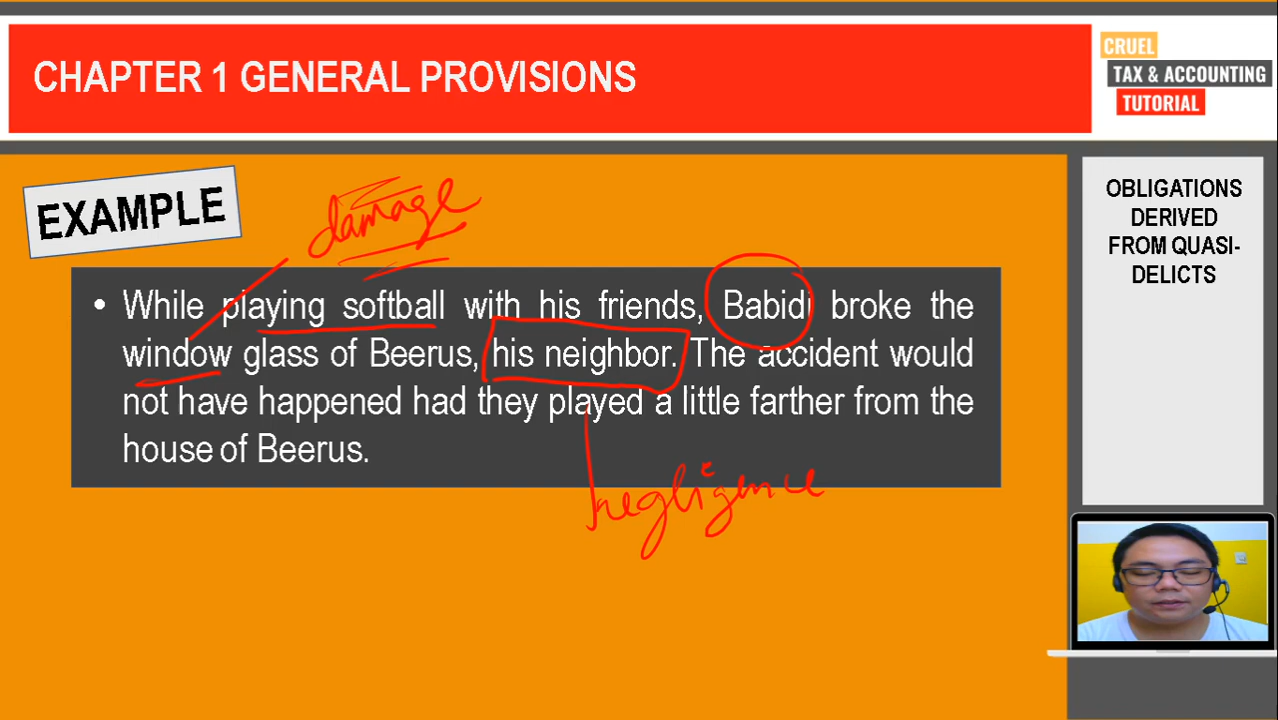 CHAPTER 1 GENERAL PROVISIONS
CRUEL
TAX & ACCOUNTING
TUTORIAL
EXAMPLE
damage
• While playing softball with his friends, Babidi broke the
window glass of Beerus, his neighbor. The accident would
not have happened had they played a little farther from the
house of Beerus.
negligence
OBLIGATIONS
DERIVED
FROM QUASI-
DELICTS